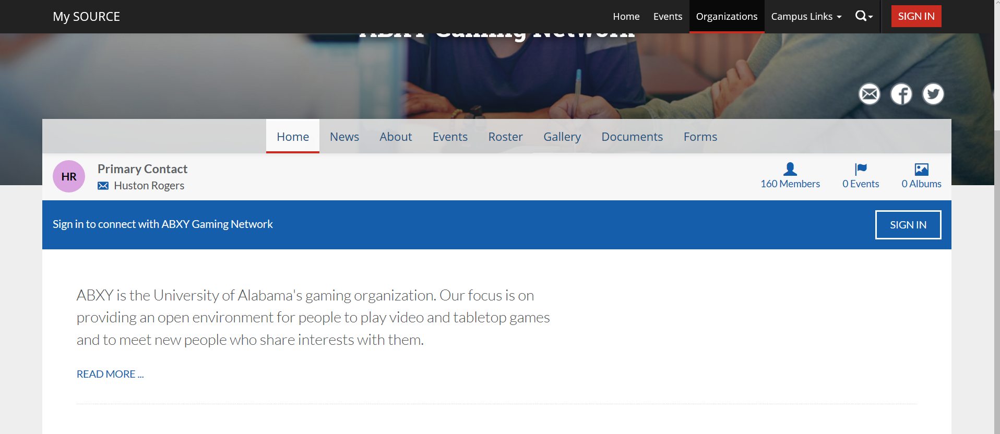 My SOURCE
Home
Events
Organizations
Campus Links
SIGN IN
ABXY Gaming Network
Home
News
About
Events
Roster
Gallery
Documents
Forms
HR
Primary Contact
Huston Rogers
160 Members
0 Events
0 Albums
Sign in to connect with ABXY Gaming Network
SIGN IN
ABXY is the University of Alabama's gaming organization. Our focus is on
providing an open environment for people to play video and tabletop games
and to meet new people who share interests with them.
READ MORE ...